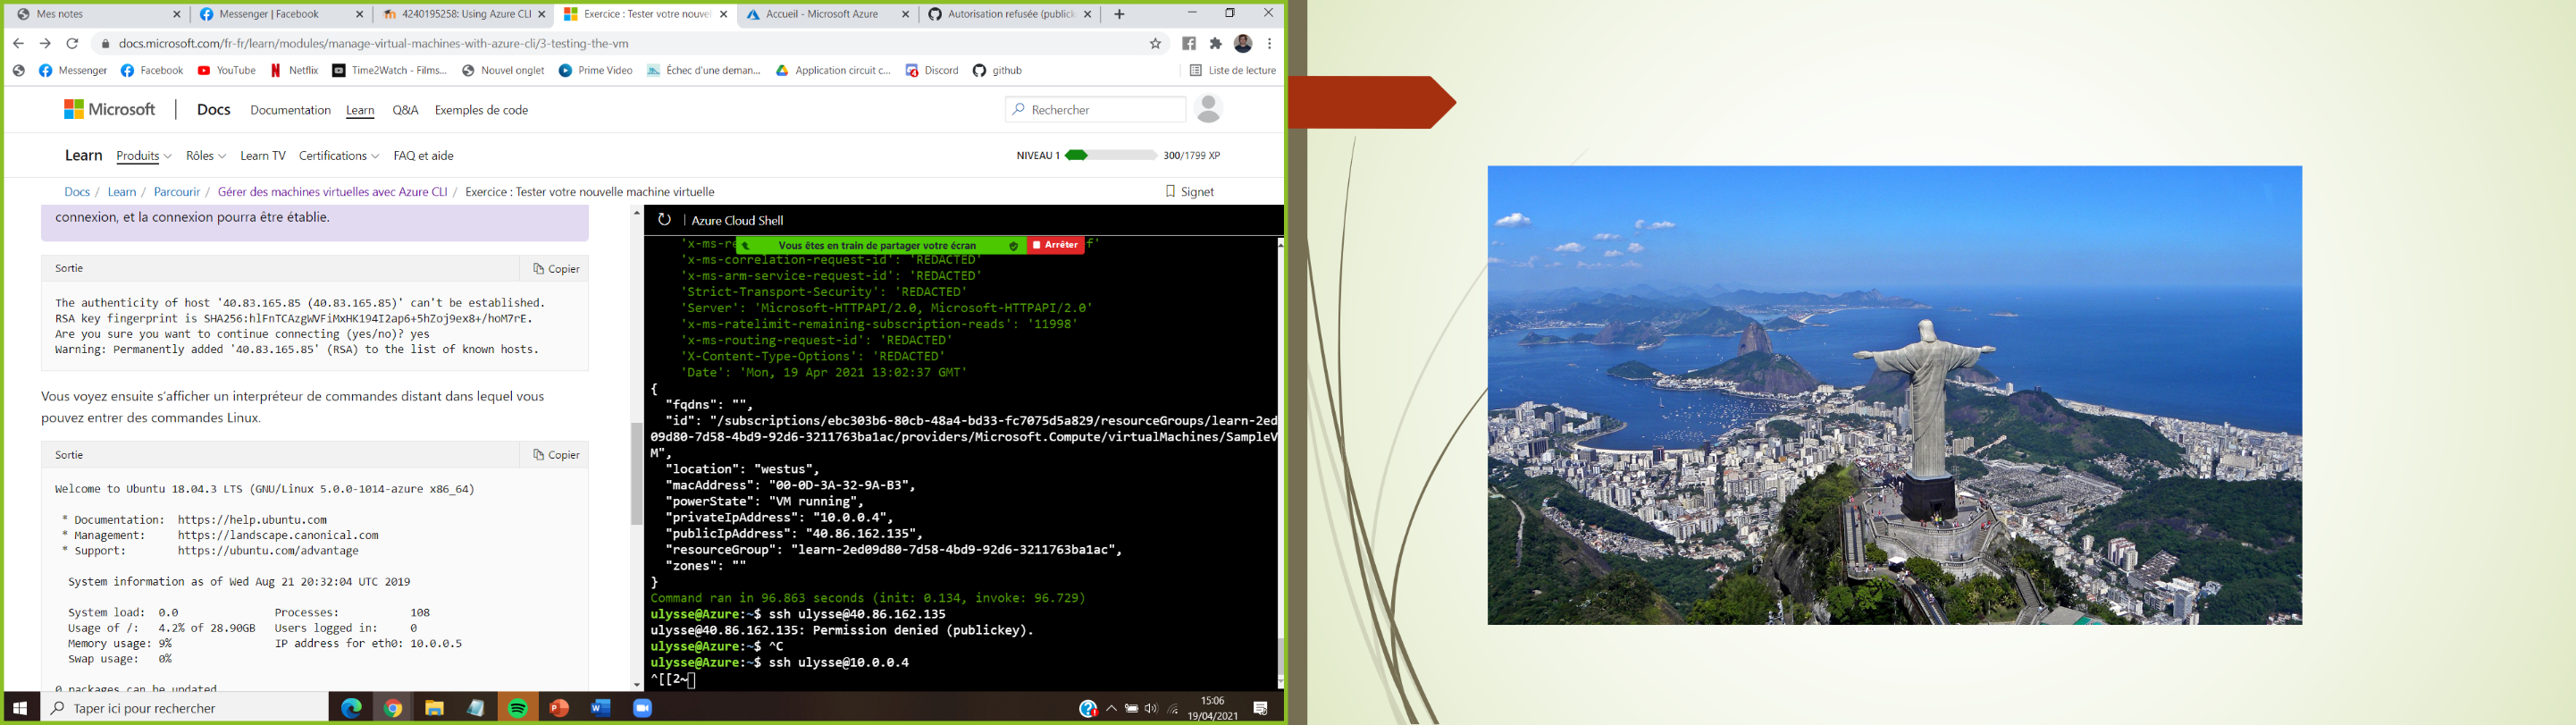 Mes notes
Messenger | Facebook
4240195258: Using Azure CLI
Exercice : Tester votre nouvel
Accueil - Microsoft Azure
Autorisation refusée (publick
docs.microsoft.com/fr-fr/learn/modules/manage-virtual-machines-with-azure-cli/3-testing-the-vm
Messenger Facebook YouTube Netflix Time2Watch - Films... Nouvel onglet Prime Video Échec d'une deman... Application circuit c... Discord github Liste de lecture
Microsoft Docs Documentation Learn Q&A Exemples de code Rechercher
Learn Produits Rôles Learn TV Certifications FAQ et aide NIVEAU 1 300/1799 XP
Docs / Learn / Parcourir / Gérer des machines virtuelles avec Azure CLI / Exercice : Tester votre nouvelle machine virtuelle Signet
connexion, et la connexion pourra être établie.
Sortie Copier
The authenticity of host '40.83.165.85 (40.83.165.85)' can't be established.
RSA key fingerprint is SHA256:hlFnTCAzgWVFiMxHK194I2ap6+5hZoj9ex8+/hoM7rE.
Are you sure you want to continue connecting (yes/no)? yes
Warning: Permanently added '40.83.165.85' (RSA) to the list of known hosts.
Vous voyez ensuite s'afficher un interpréteur de commandes distant dans lequel vous
pouvez entrer des commandes Linux.
Sortie Copier
Welcome to Ubuntu 18.04.3 LTS (GNU/Linux 5.0.0-1014-azure x86_64)
* Documentation: https://help.ubuntu.com
* Management: https://landscape.canonical.com
* Support: https://ubuntu.com/advantage
System information as of Wed Aug 21 20:32:04 UTC 2019
System load: 0.0 Processes: 108
Usage of /: 4.2% of 28.90GB Users logged in: 0
Memory usage: 9% IP address for eth0: 10.0.0.5
Swap usage: 0%
0 packages can be updated
Azure Cloud Shell
Vous êtes en train de partager votre écran Arrêter
'x-ms-re f'
'x-ms-correlation-request-id': 'REDACTED'
'x-ms-arm-service-request-id': 'REDACTED'
'Strict-Transport-Security': 'REDACTED'
'Server': 'Microsoft-HTTPAPI/2.0, Microsoft-HTTPAPI/2.0'
'x-ms-ratelimit-remaining-subscription-reads': '11998'
'x-ms-routing-request-id': 'REDACTED'
'X-Content-Type-Options': 'REDACTED'
'Date': 'Mon, 19 Apr 2021 13:02:37 GMT'
{
"fqdns": "",
"id": "/subscriptions/ebc303b6-80cb-48a4-bd33-fc7075d5a829/resourceGroups/learn-2ed
09d80-7d58-4bd9-92d6-3211763ba1ac/providers/Microsoft.Compute/virtualMachines/SampleV
M",
"location": "westus",
"macAddress": "00-0D-3A-32-9A-B3",
"powerState": "VM running",
"privateIpAddress": "10.0.0.4",
"publicIpAddress": "40.86.162.135",
"resourceGroup": "learn-2ed09d80-7d58-4bd9-92d6-3211763ba1ac",
"zones": ""
}
Command ran in 96.863 seconds (init: 0.134, invoke: 96.729)
ulysse@Azure:~$ ssh ulysse@40.86.162.135
ulysse@40.86.162.135: Permission denied (publickey).
ulysse@Azure:~$ ^C
ulysse@Azure:~$ ssh ulysse@10.0.0.4
^[[2~
Taper ici pour rechercher
15:06
19/04/2021